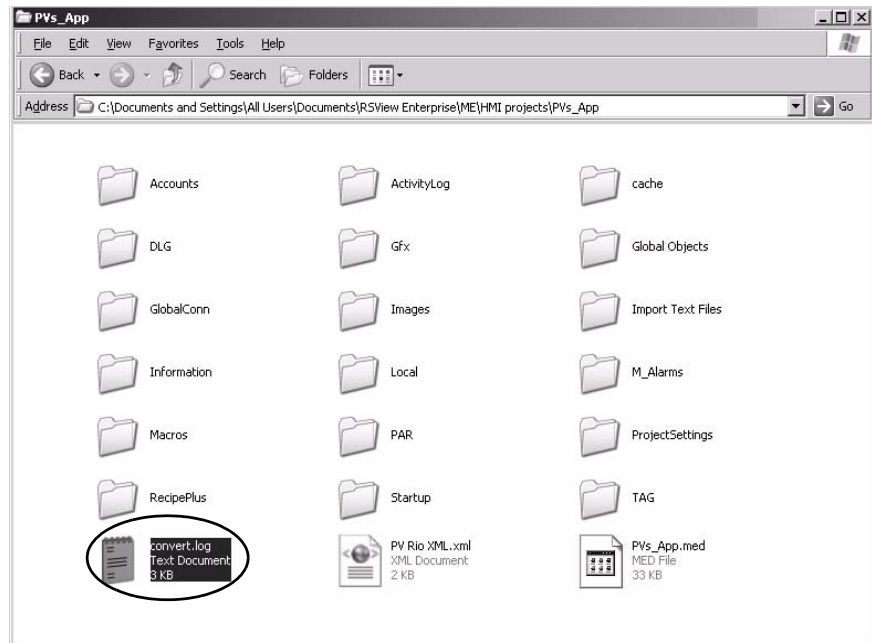 PVs_App
File Edit View Favorites Tools Help
Back Search Folders
Address C:\Documents and Settings\All Users\Documents\RSView Enterprise\ME\HMI projects\PVs_App Go
Accounts ActivityLog cache
DLG Gfx Global Objects
GlobalConn Images Import Text Files
Information Local M_Alarms
Macros PAR ProjectSettings
RecipePlus Startup TAG
convert.log
Text Document
3 KB
PV Rio XML.xml
XML Document
2 KB
PVs_App.med
MED File
33 KB